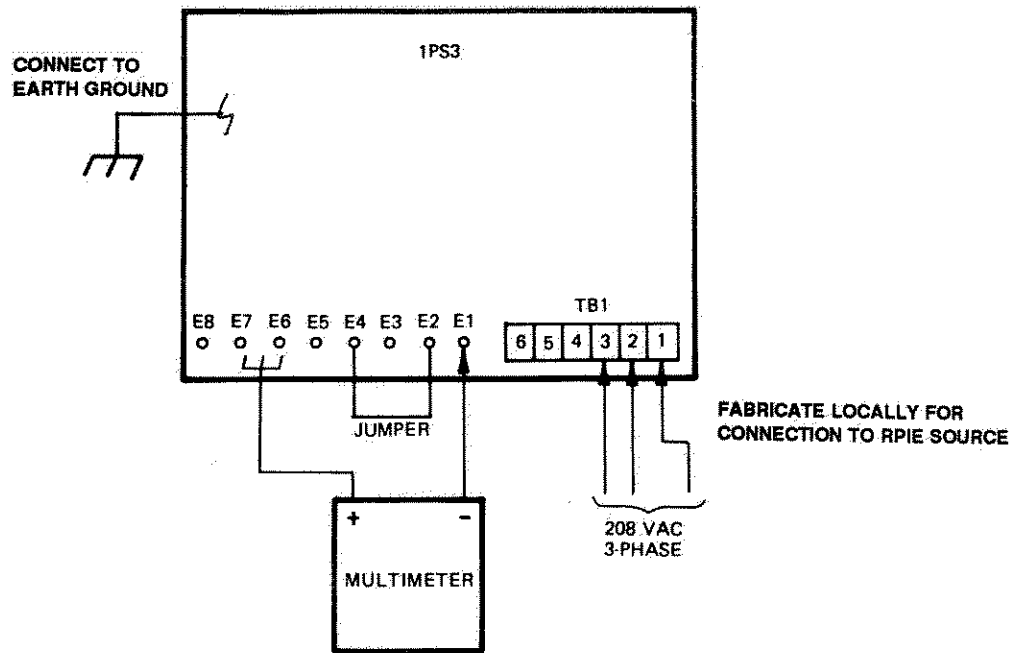 1PS3
CONNECT TO
EARTH GROUND
TB1
E8 E7 E6 E5 E4 E3 E2 E1
6 5 4 3 2 1
JUMPER
FABRICATE LOCALLY FOR
CONNECTION TO RPIE SOURCE
208 VAC
3-PHASE
+ -
MULTIMETER